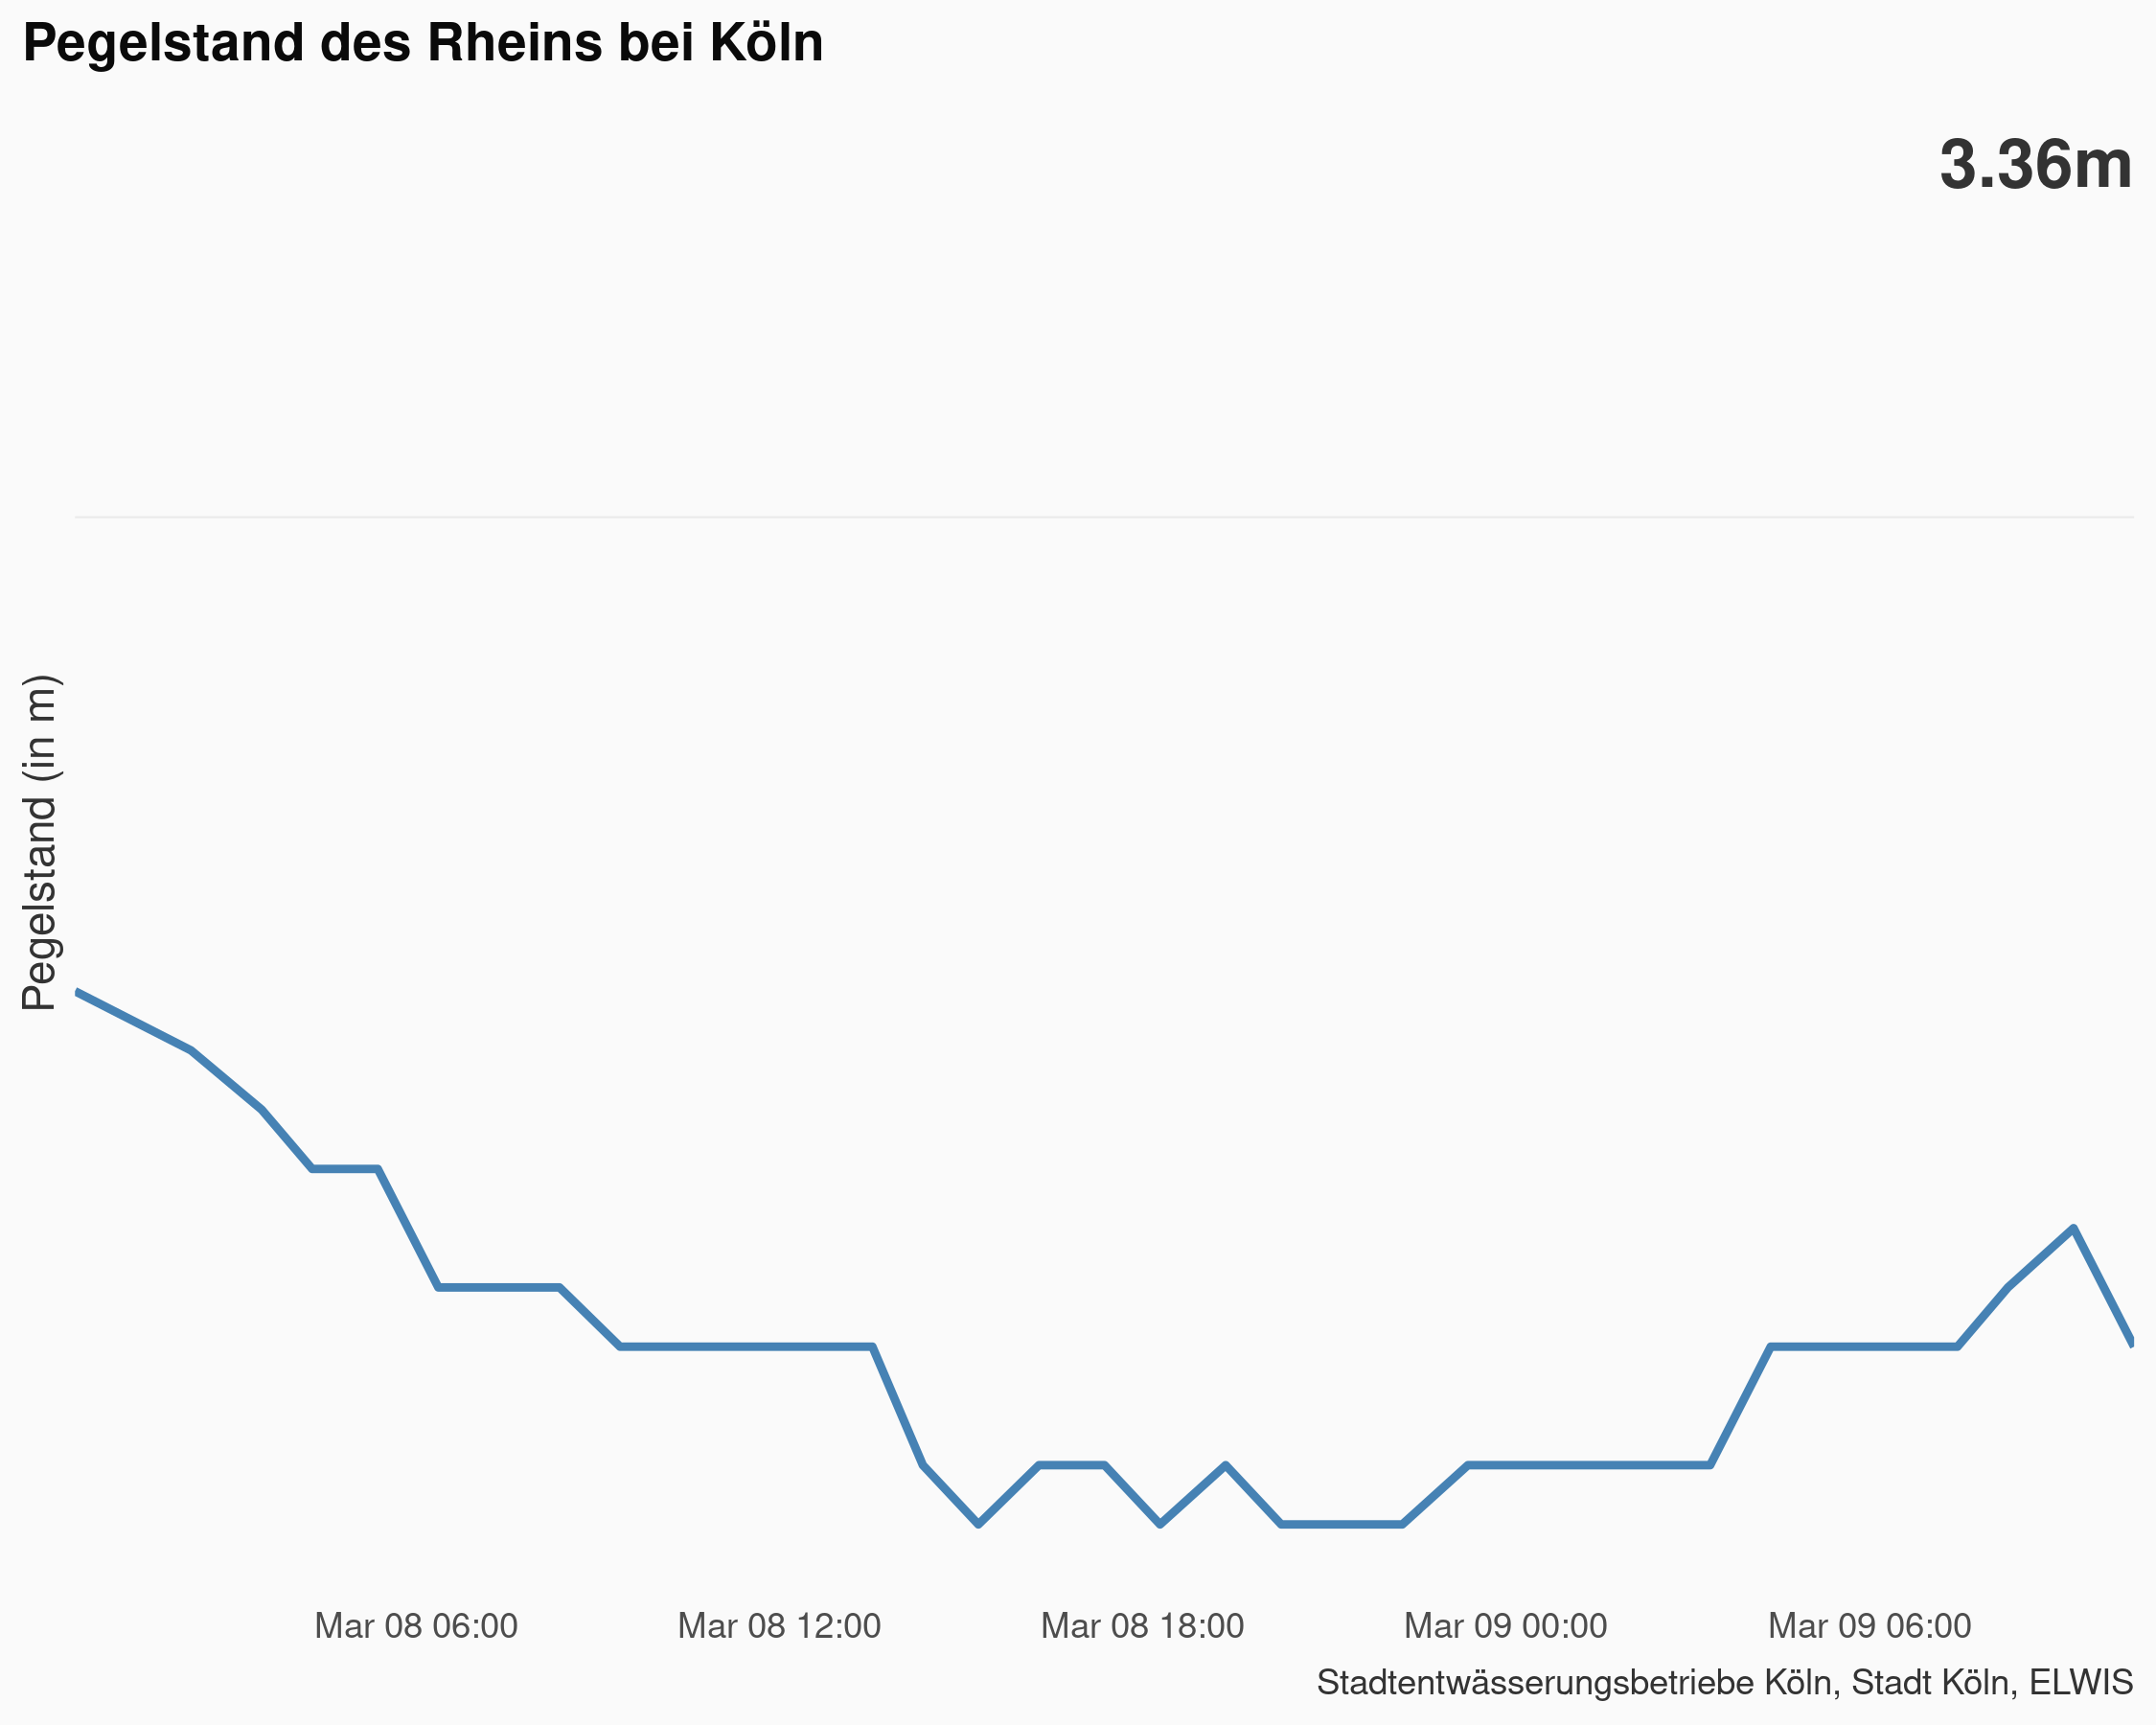 Pegelstand des Rheins bei Köln
3.36m
Pegelstand (in m)
Mar 08 06:00
Mar 08 12:00
Mar 08 18:00
Mar 09 00:00
Mar 09 06:00
Stadtentwässerungsbetriebe Köln, Stadt Köln, ELWIS